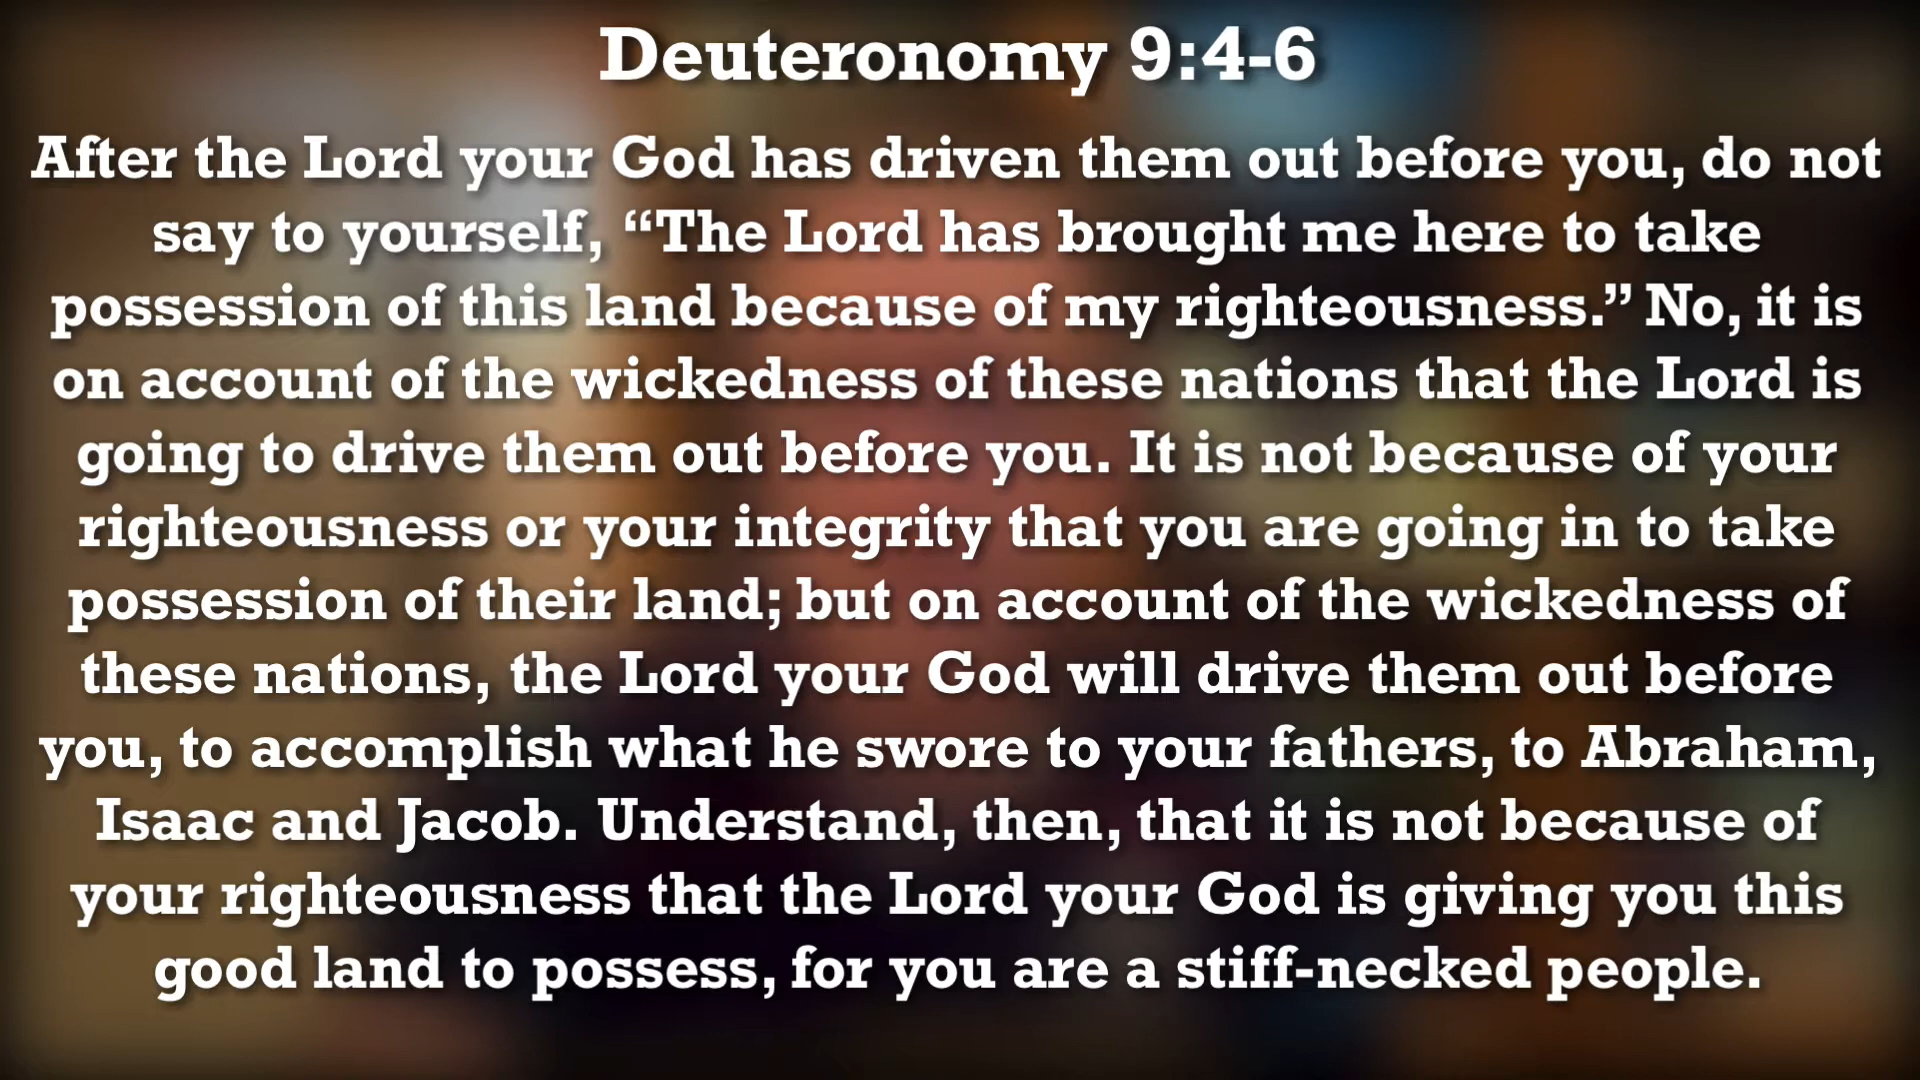 Deuteronomy 9:4-6
After the Lord your God has driven them out before you, do not
say to yourself, “The Lord has brought me here to take
possession of this land because of my righteousness.” No, it is
on account of the wickedness of these nations that the Lord is
going to drive them out before you. It is not because of your
righteousness or your integrity that you are going in to take
possession of their land; but on account of the wickedness of
these nations, the Lord your God will drive them out before
you, to accomplish what he swore to your fathers, to Abraham,
Isaac and Jacob. Understand, then, that it is not because of
your righteousness that the Lord your God is giving you this
good land to possess, for you are a stiff-necked people.